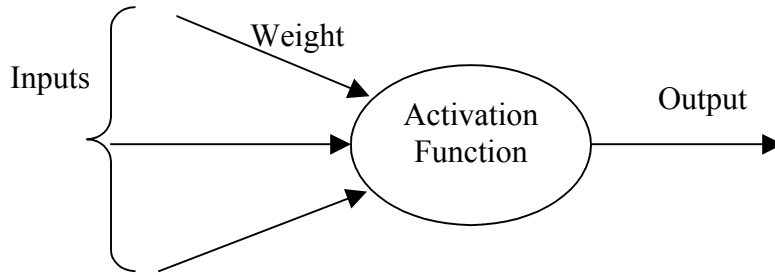 Weight
Inputs
Output
Activation
Function